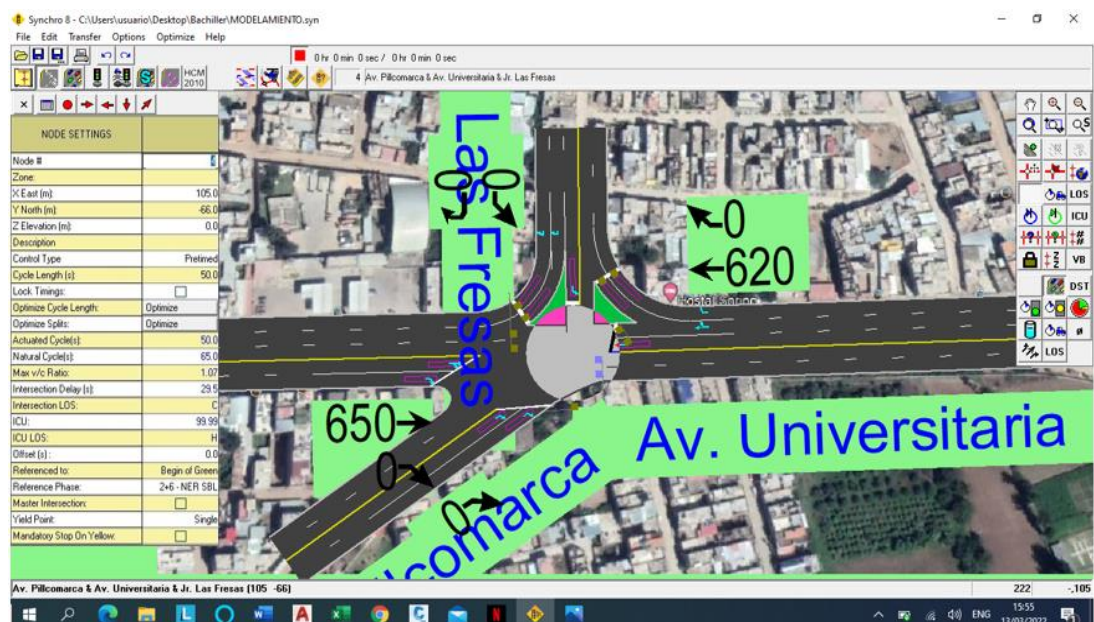 Synchro 8 - C:\Users\usuario\Desktop\Bachiller\MODELAMIENTO.syn
File Edit Transfer Options Optimize Help
0 hr 0 min 0 sec / 0 hr 0 min 0 sec
HCM 2010
4 Av. Pillcomarca & Av. Universitaria & Jr. Las Fresas
NODE SETTINGS
Node # 4
Zone:
X East (m): 105.0
Y North (m): -66.0
Z Elevation (m): 0.0
Description
Control Type Pretimed
Cycle Length (s): 50.0
Lock Timings:
Optimize Cycle Length: Optimize
Optimize Splits: Optimize
Actuated Cycle(s): 50.0
Natural Cycle(s): 65.0
Max v/c Ratio: 1.07
Intersection Delay (s): 29.5
Intersection LOS: C
ICU: 99.99
ICU LOS: H
Offset (s) : 0.0
Referenced to: Begin of Green
Reference Phase: 2+6 - NER SBL
Master Intersection:
Yield Point: Single
Mandatory Stop On Yellow:
Las Fresas
0 0
0
620
650
0
0
Av. Universitaria
llcomarca
LOS
ICU
VB
DST
LOS
Av. Pillcomarca & Av. Universitaria & Jr. Las Fresas (105 -66)
222 -,105
ENG
15:55
13/03/2022